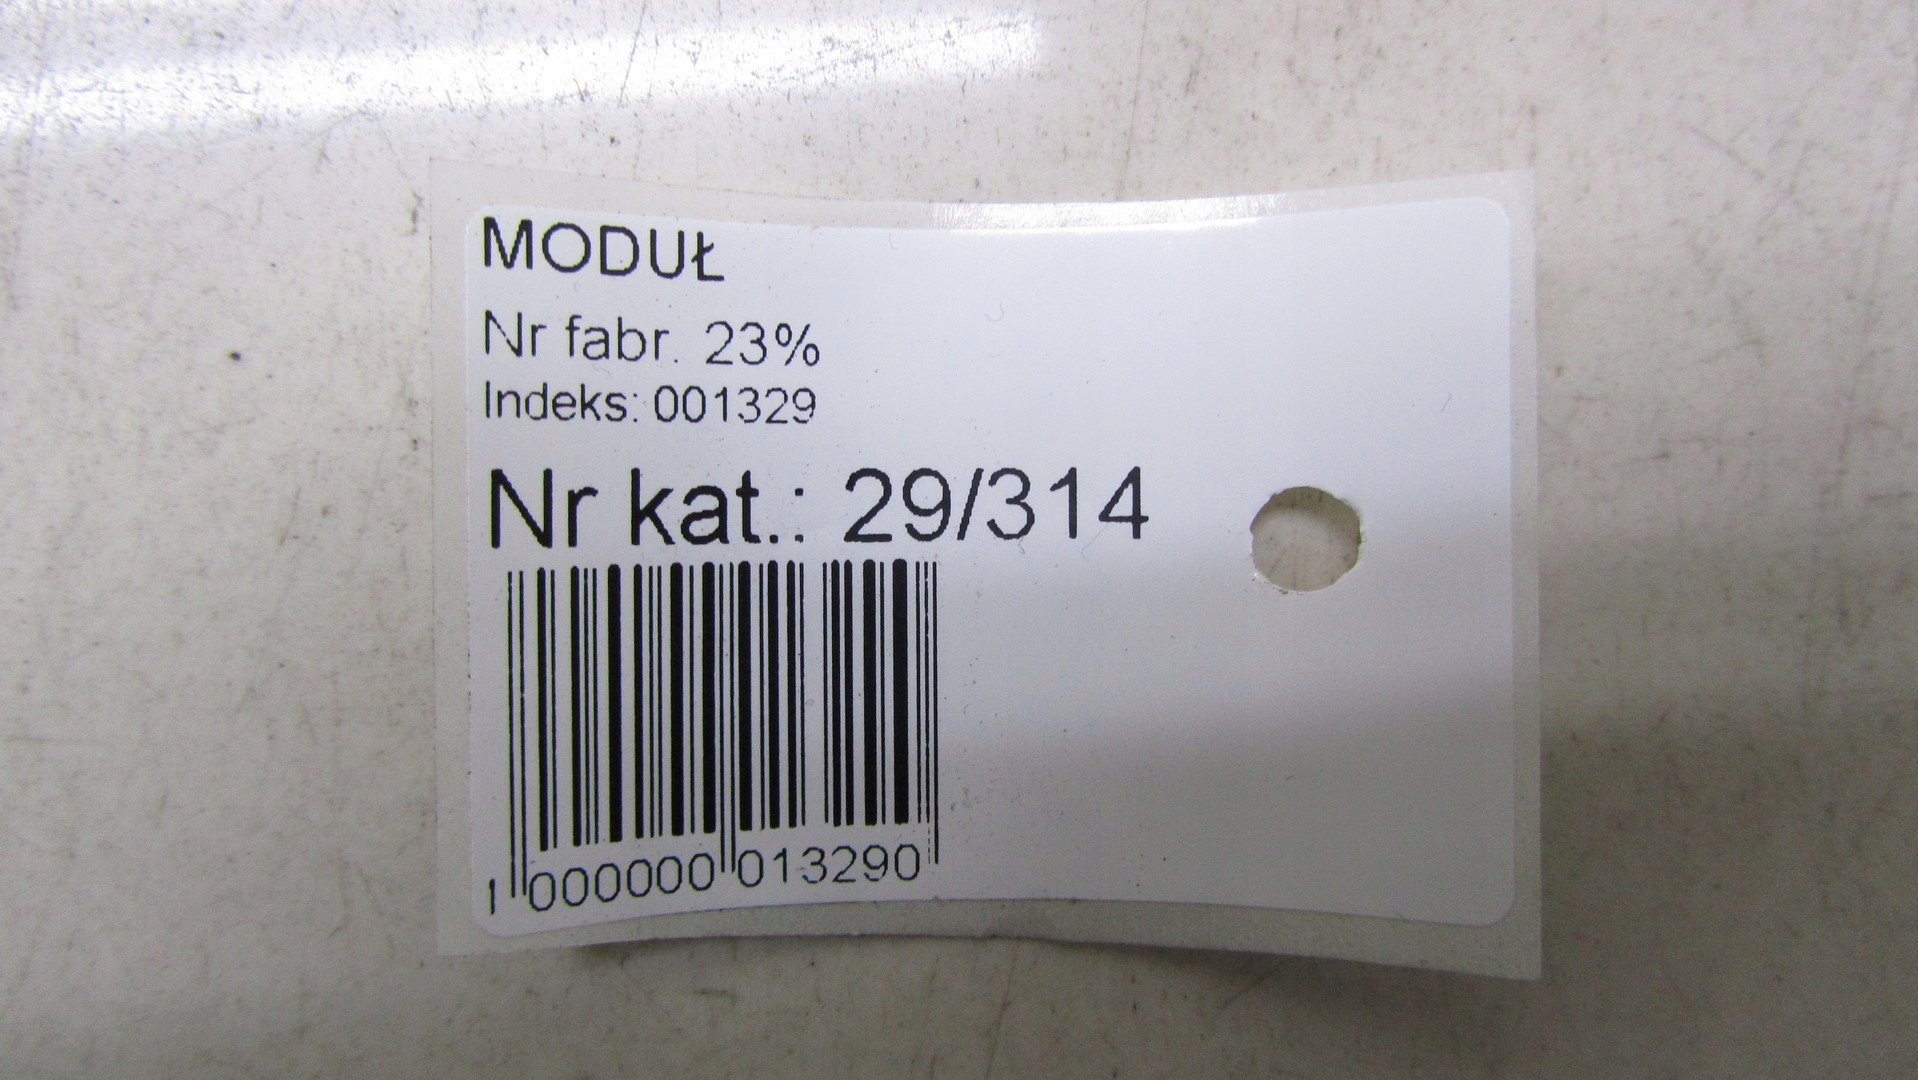 MODUŁ
Nr fabr. 23%
Indeks: 001329
Nr kat.: 29/314
1 000000 013290